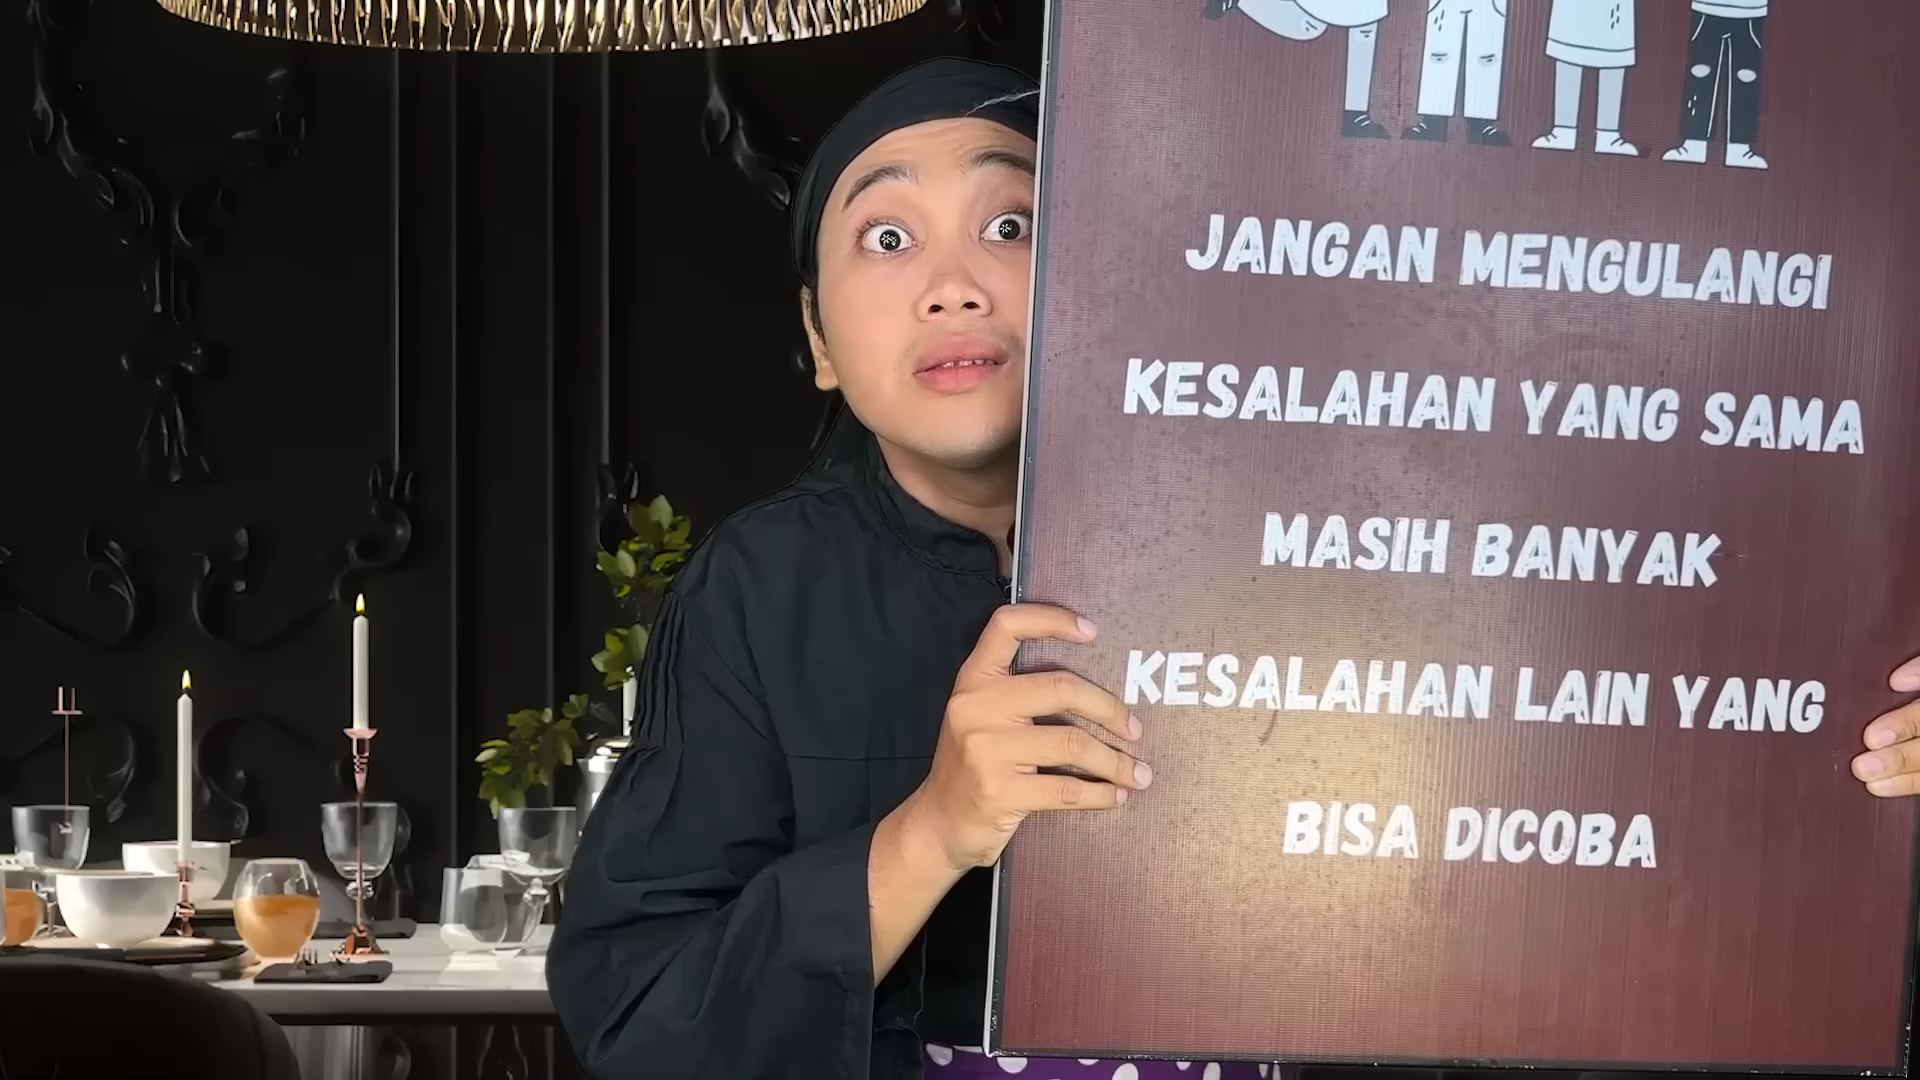 JANGAN MENGULANGI
KESALAHAN YANG SAMA
MASIH BANYAK
KESALAHAN LAIN YANG
BISA DICOBA